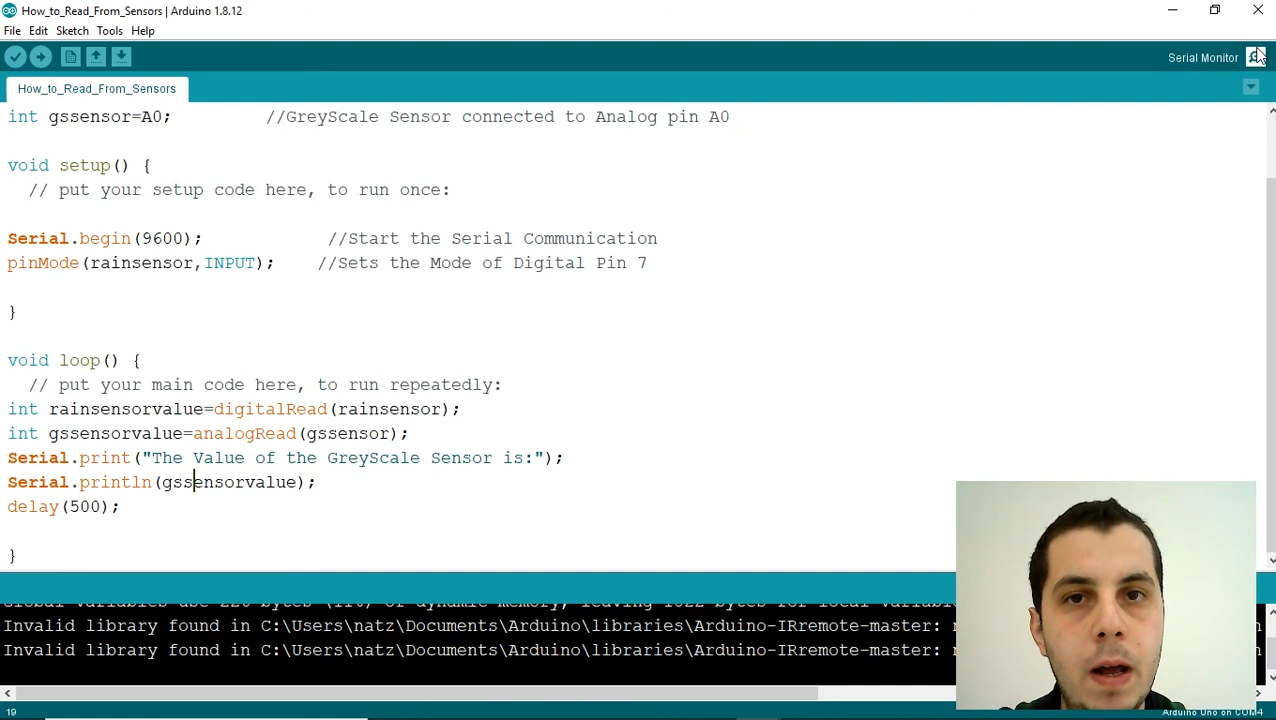 How_to_Read_From_Sensors | Arduino 1.8.12
File Edit Sketch Tools Help
Serial Monitor
How_to_Read_From_Sensors
int gssensor=A0; //GreyScale Sensor connected to Analog pin A0
void setup() {
// put your setup code here, to run once:
Serial.begin(9600); //Start the Serial Communication
pinMode(rainsensor,INPUT); //Sets the Mode of Digital Pin 7
}
void loop() {
// put your main code here, to run repeatedly:
int rainsensorvalue=digitalRead(rainsensor);
int gssensorvalue=analogRead(gssensor);
Serial.print("The Value of the GreyScale Sensor is:");
Serial.println(gssensorvalue);
delay(500);
}
Global variables use bytes of dynamic memory, leaving bytes for local
Invalid library found in C:\Users\natz\Documents\Arduino\libraries\Arduino-IRremote-master:
Invalid library found in C:\Users\natz\Documents\Arduino\libraries\Arduino-IRremote-master:
19 Arduino Uno on COM4